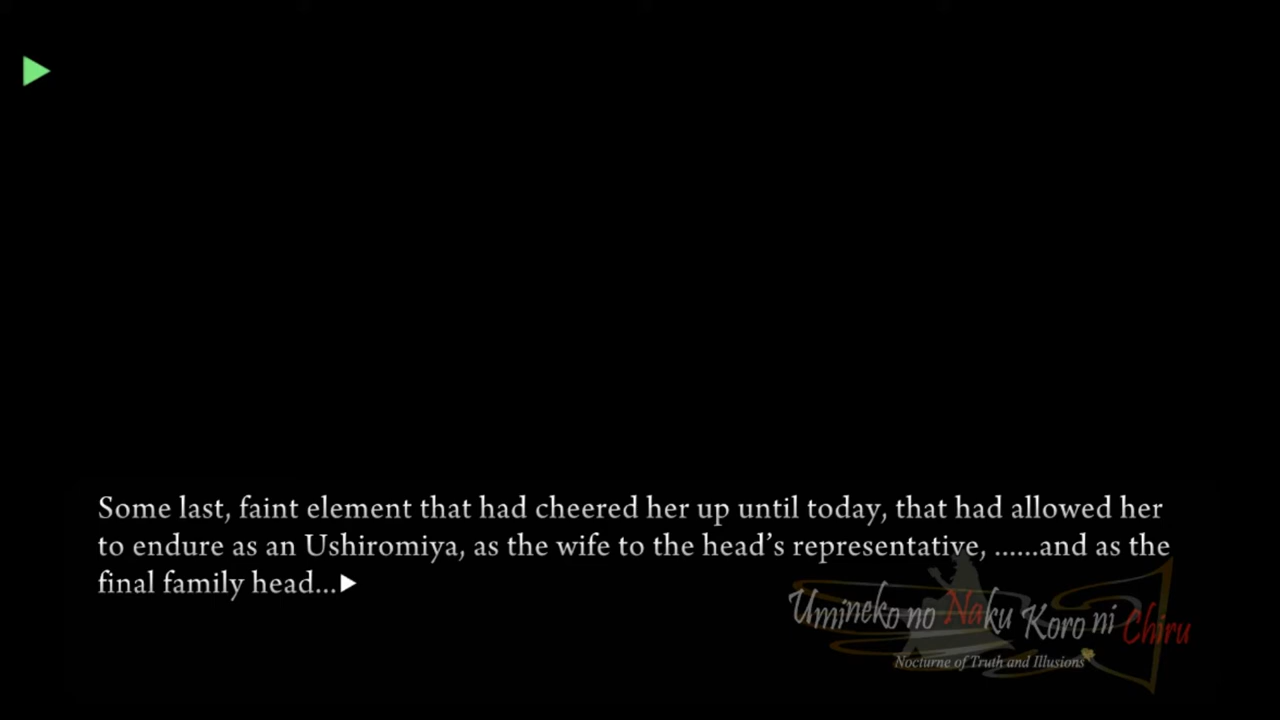 Some last, faint element that had cheered her up until today, that had allowed her
to endure as an Ushiromiya, as the wife to the head’s representative, ......and as the
final family head...
Umineko no Naku Koro ni Chiru
Nocturne of Truth and Illusions